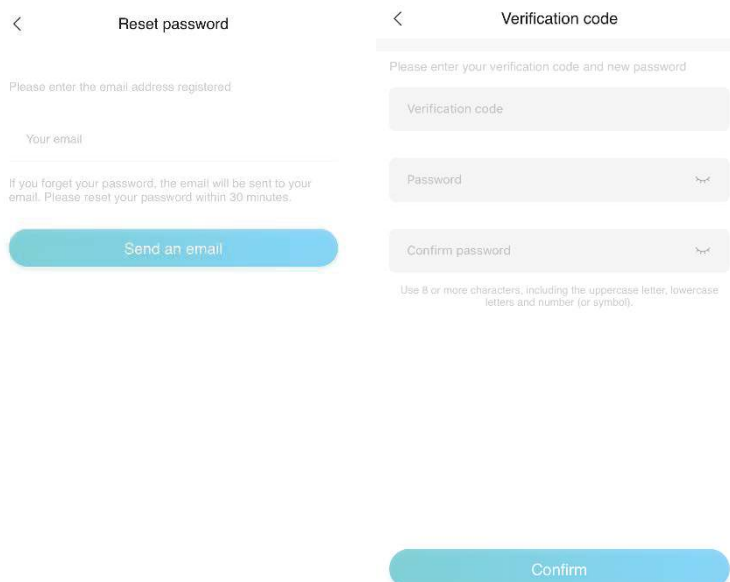 Reset password
Please enter the email address registered
Your email
If you forget your password, the email will be sent to your
email. Please reset your password within 30 minutes.
Send an email
Verification code
Please enter your verification code and new password
Verification code
Password
Confirm password
Use 8 or more characters, including the uppercase letter, lowercase
letters and number (or symbol).
Confirm